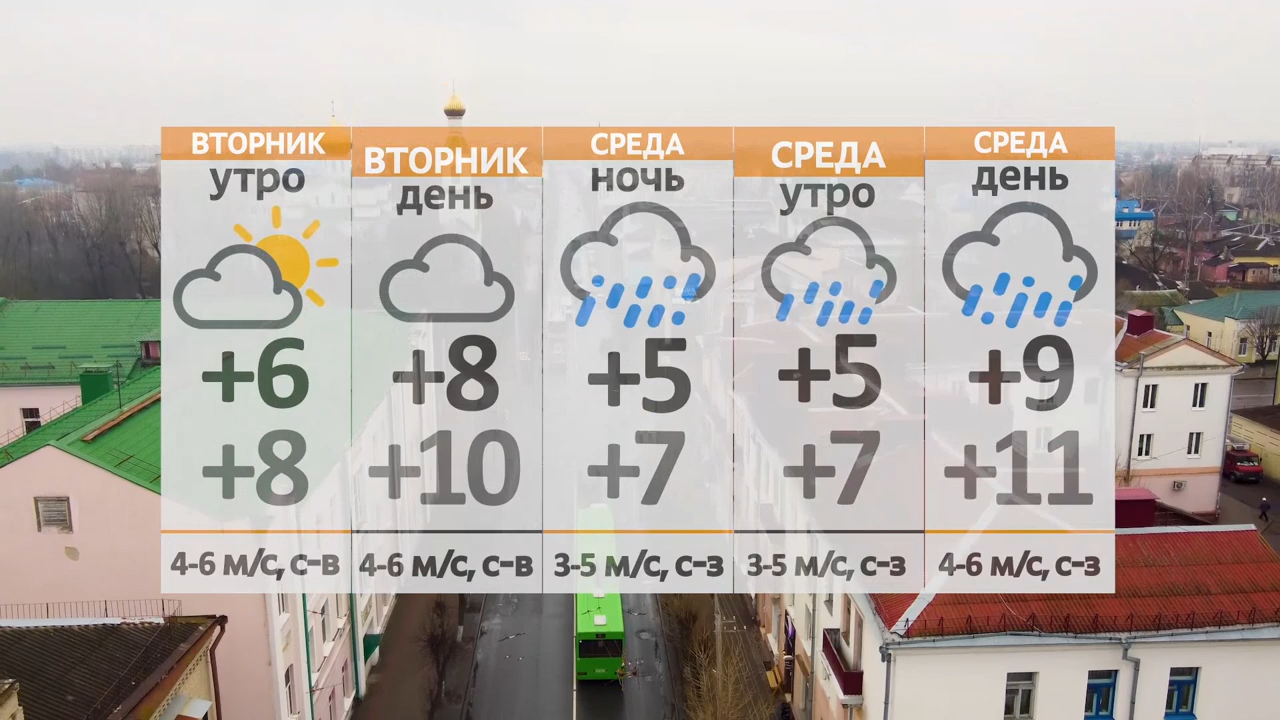 ВТОРНИК
утро
+6
+8
4-6 м/с, с-в
ВТОРНИК
день
+8
+10
4-6 м/с, с-в
СРЕДА
ночь
+5
+7
3-5 м/с, с-з
СРЕДА
утро
+5
+7
3-5 м/с, с-з
СРЕДА
день
+9
+11
4-6 м/с, с-з